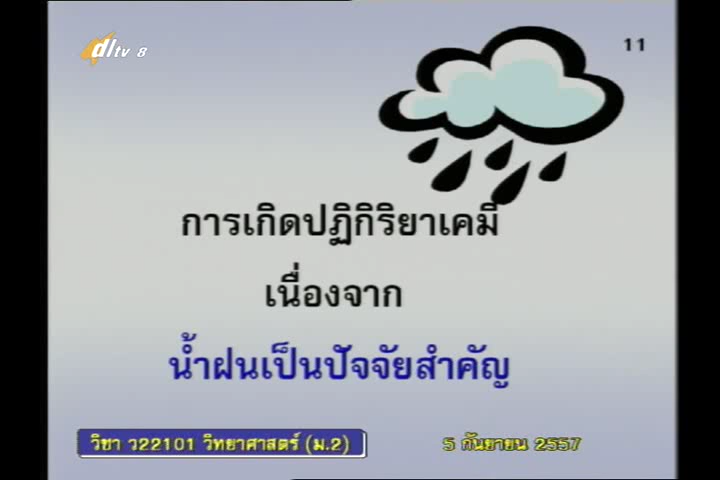 dltv 8
11
การเกิดปฏิกิริยาเคมี
เนื่องจาก
น้ำฝนเป็นปัจจัยสำคัญ
วิชา ว22101 วิทยาศาสตร์ (ม.2)
5 กันยายน 2557